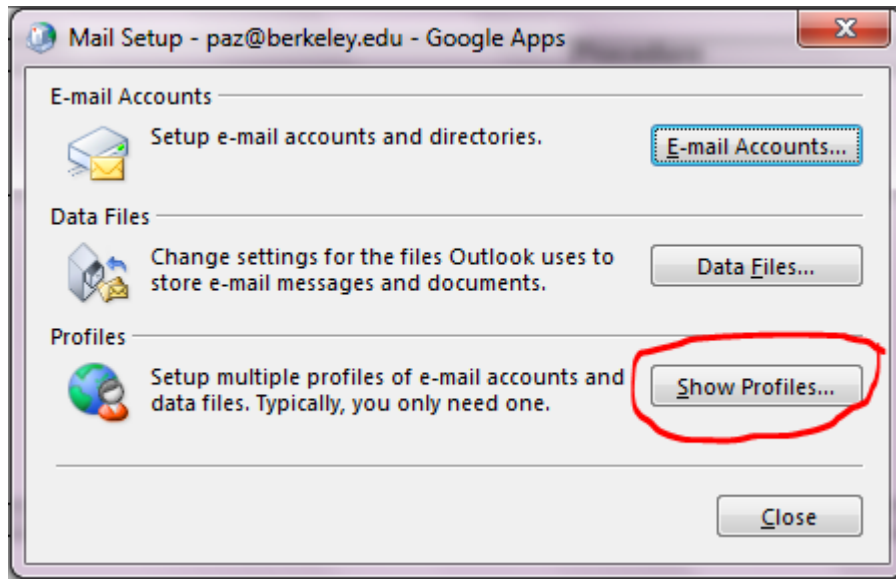 Mail Setup - paz@berkeley.edu - Google Apps
E-mail Accounts
Setup e-mail accounts and directories.
E-mail Accounts...
Data Files
Change settings for the files Outlook uses to
store e-mail messages and documents.
Data Files...
Profiles
Setup multiple profiles of e-mail accounts and
data files. Typically, you only need one.
Show Profiles...
Close